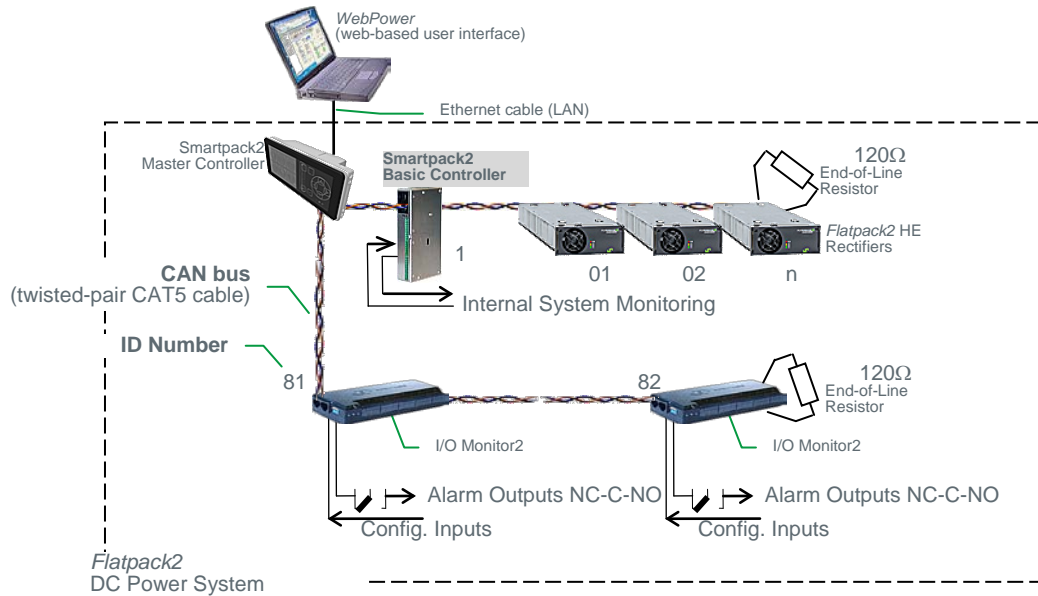 WebPower
(web-based user interface)
Ethernet cable (LAN)
Smartpack2
Master Controller
Smartpack2
Basic Controller
120Ω
End-of-Line
Resistor
Flatpack2 HE
Rectifiers
1
01
02
n
CAN bus
(twisted-pair CAT5 cable)
Internal System Monitoring
ID Number
81
82
120Ω
End-of-Line
Resistor
I/O Monitor2
I/O Monitor2
Alarm Outputs NC-C-NO
Alarm Outputs NC-C-NO
Config. Inputs
Config. Inputs
Flatpack2
DC Power System